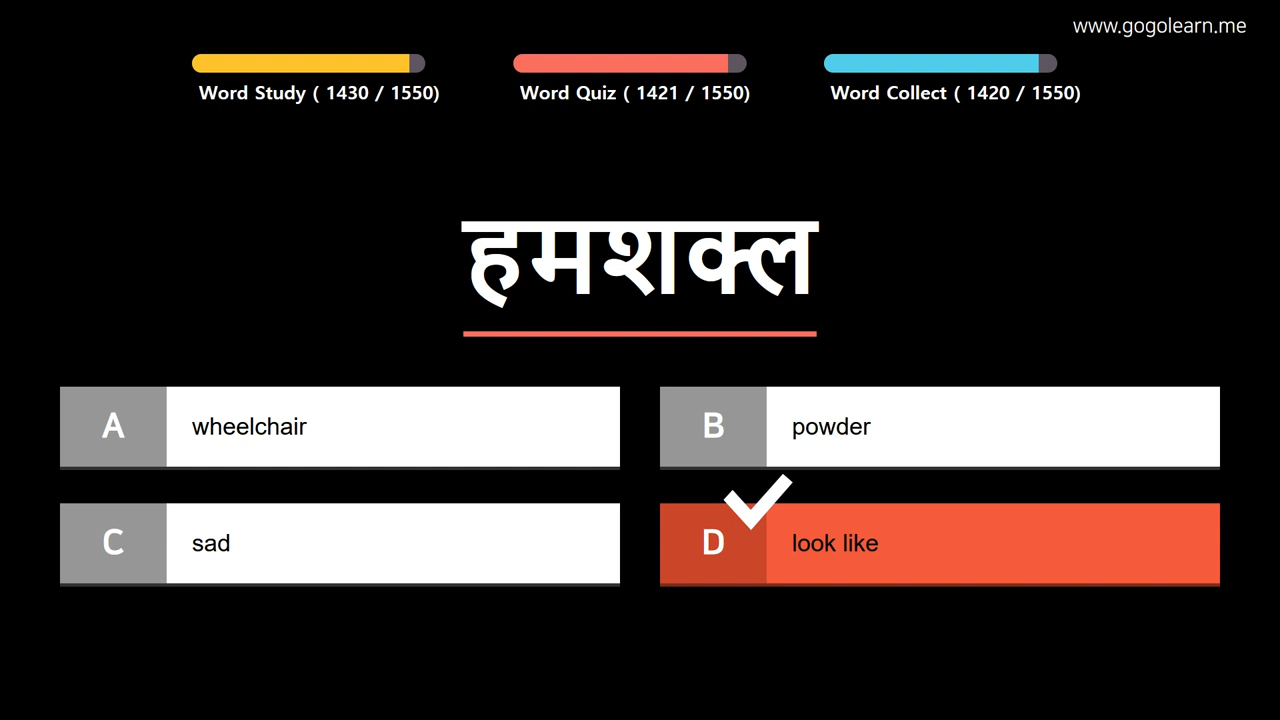 www.gogolearn.me
Word Study ( 1430 / 1550)
Word Quiz ( 1421 / 1550)
Word Collect ( 1420 / 1550)
हमशक्ल
A wheelchair
B powder
C sad
D look like